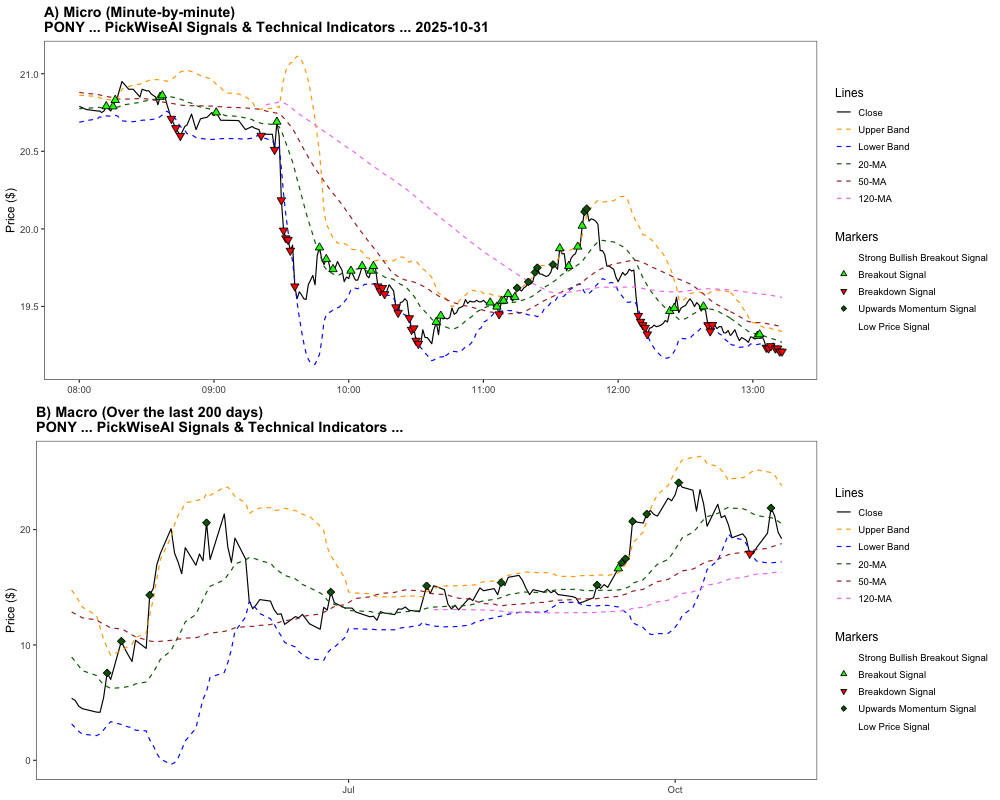 A) Micro (Minute-by-minute)
PONY ... PickWiseAI Signals & Technical Indicators ... 2025-10-31
Price ($)
21.0
20.5
20.0
19.5
08:00
09:00
10:00
11:00
12:00
13:00
Lines
Close
Upper Band
Lower Band
20-MA
50-MA
120-MA
Markers
Strong Bullish Breakout Signal
Breakout Signal
Breakdown Signal
Upwards Momentum Signal
Low Price Signal
B) Macro (Over the last 200 days)
PONY ... PickWiseAI Signals & Technical Indicators ...
Price ($)
20
10
0
Jul
Oct
Lines
Close
Upper Band
Lower Band
20-MA
50-MA
120-MA
Markers
Strong Bullish Breakout Signal
Breakout Signal
Breakdown Signal
Upwards Momentum Signal
Low Price Signal